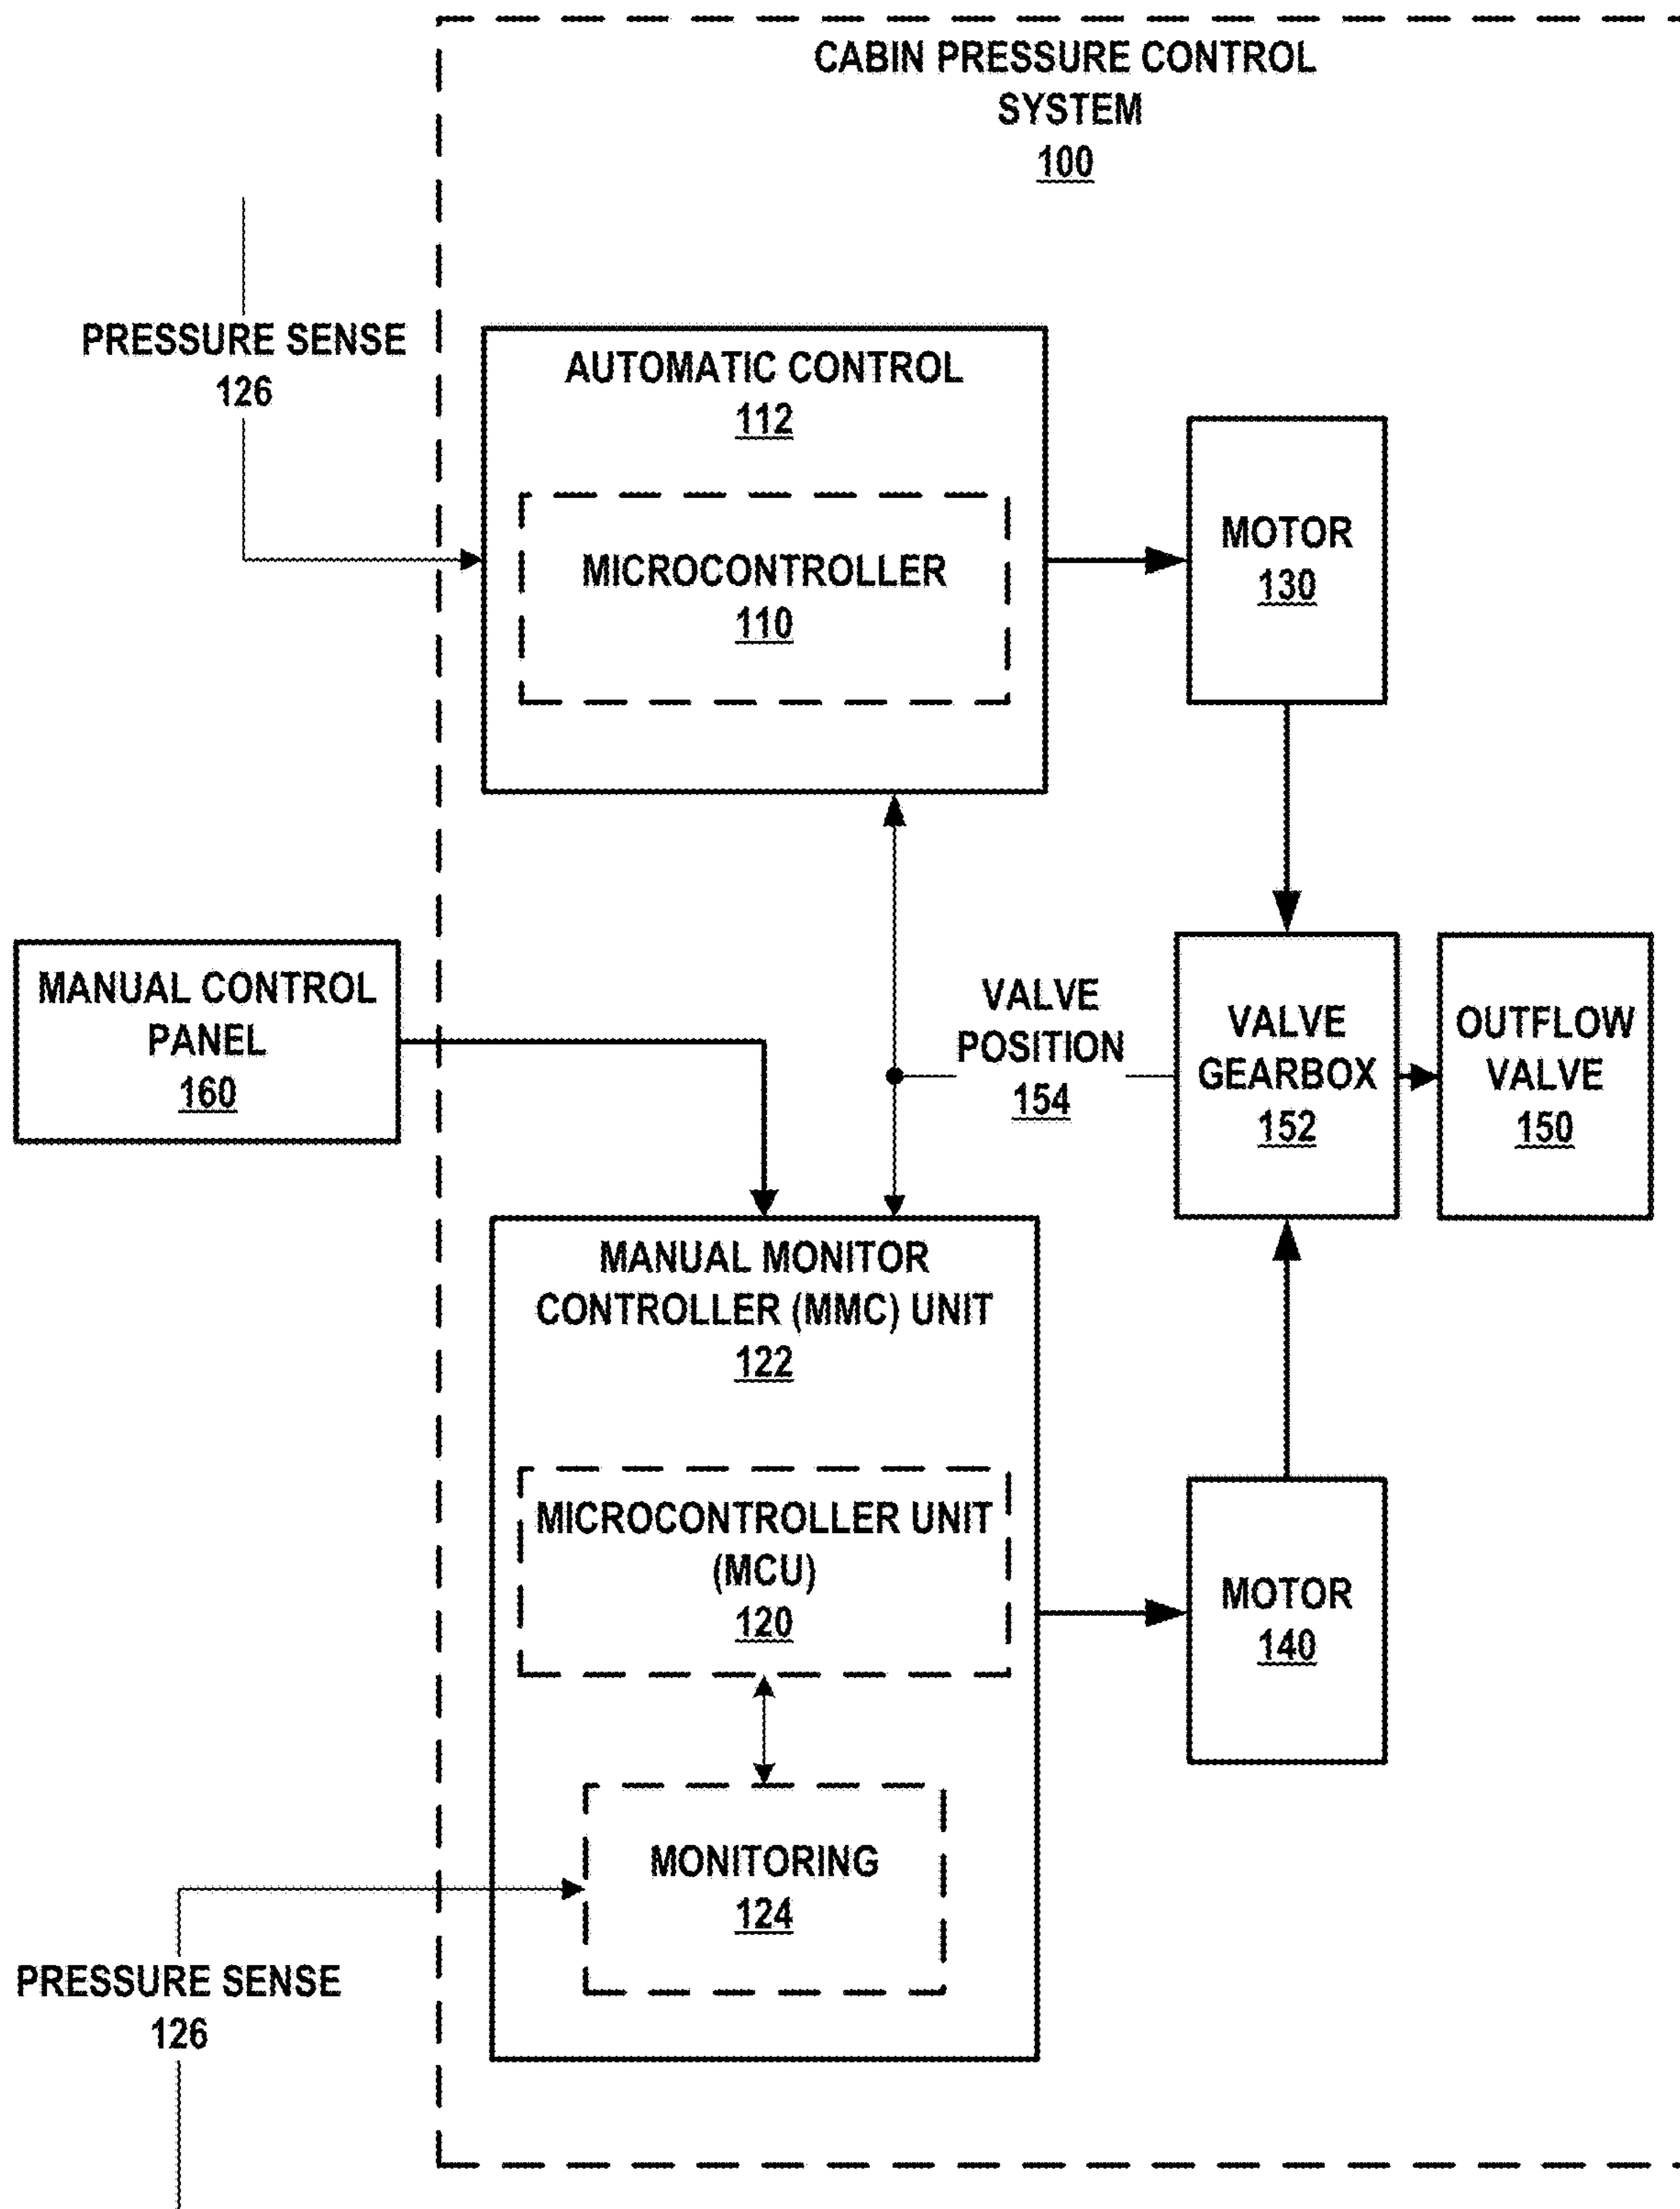 CABIN PRESSURE CONTROL
SYSTEM
100
PRESSURE SENSE
126
AUTOMATIC CONTROL
112
MICROCONTROLLER
110
MOTOR
130
MANUAL CONTROL
PANEL
160
VALVE
POSITION
154
VALVE
GEARBOX
152
OUTFLOW
VALVE
150
MANUAL MONITOR
CONTROLLER (MMC) UNIT
122
MICROCONTROLLER UNIT
(MCU)
120
MOTOR
140
MONITORING
124
PRESSURE SENSE
126